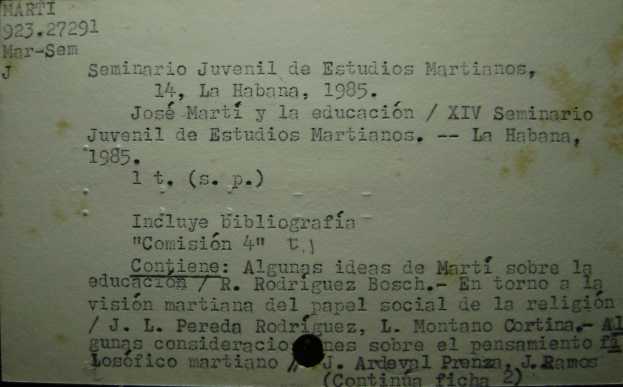 MARTI
923.27291
Mar-Sem
J Seminario Juvenil de Estudios Martianos,
14, La Habana, 1985.
José Martí y la educación / XIV Seminario
Juvenil de Estudios Martianos. -- La Habana,
1985.
1 t. (s. p.)
Incluye bibliografía
"Comisión 4"
Contiene: Algunas ideas de Martí sobre la
educación / R. Rodríguez Bosch.- En torno a la
visión martiana del papel social de la religión
/ J. L. Pereda Rodríguez, L. Montano Cortina.- Al
gunas consideraciones sobre el pensamiento fi
losófico martiano / J. Ardeval Prenza, J. Ramos
(Continúa ficha 2)